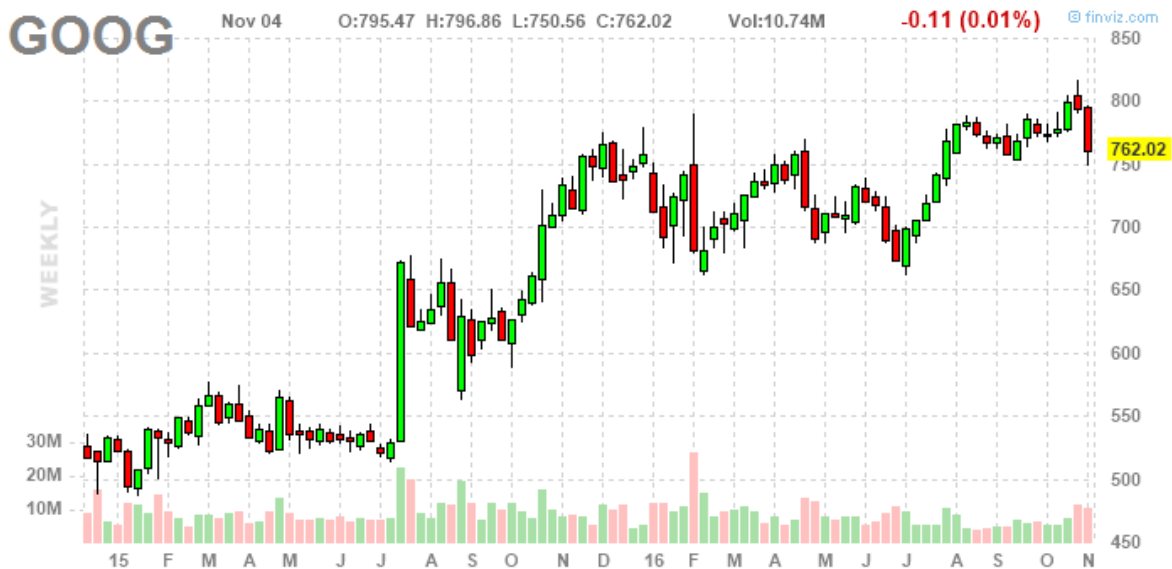 GOOG
Nov 04 O:795.47 H:796.86 L:750.56 C:762.02 Vol:10.74M -0.11 (0.01%) © finviz.com
850
800
762.02
750
700
650
600
550
500
450
WEEKLY
30M
20M
10M
15 F M A M J J A S O N D 16 F M A M J J A S O N